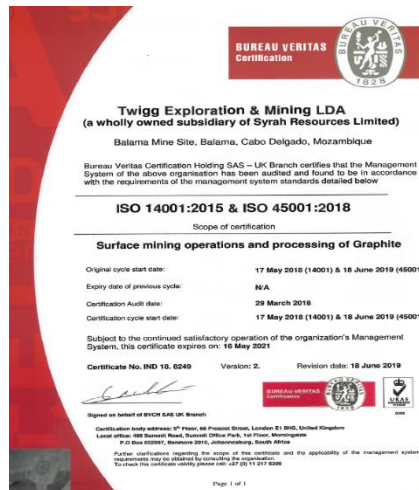 BUREAU VERITAS
Certification
BUREAU VERITAS
1828
Twigg Exploration & Mining LDA
(a wholly owned subsidiary of Syrah Resources Limited)
Balama Mine Site, Balama, Cabo Delgado, Mozambique
Bureau Veritas Certification Holding SAS – UK Branch certifies that the Management
System of the above organisation has been audited and found to be in accordance
with the requirements of the management system standards detailed below
ISO 14001:2015 & ISO 45001:2018
Scope of certification
Surface mining operations and processing of Graphite
Original cycle start date: 17 May 2018 (14001) & 18 June 2019 (45001
Expiry date of previous cycle: N/A
Certification Audit date: 29 March 2018
Certification cycle start date: 17 May 2018 (14001) & 18 June 2019 (45001
Subject to the continued satisfactory operation of the organization's Management
System, this certificate expires on: 16 May 2021
Certificate No. IND 18. 8249 Version: 2. Revision date: 18 June 2019
BUREAU VERITAS
Certification
UKAS
Signed on behalf of BVCH SAS UK Branch
Certification body address: 5th Floor, 66 Prescot Street, London E1 8HG, United Kingdom
Local office: 495 Summit Road, Summit Office Park, 1st Floor, Morningside
P.O Box 652097, Benmore 2010, Johannesburg, South Africa
Further clarifications regarding the scope of this certificate and the applicability of the management system
requirements may be obtained by consulting the organisation.
To check this certificate validity please call: +27 (0) 11 217 6300
Page 1 of 1